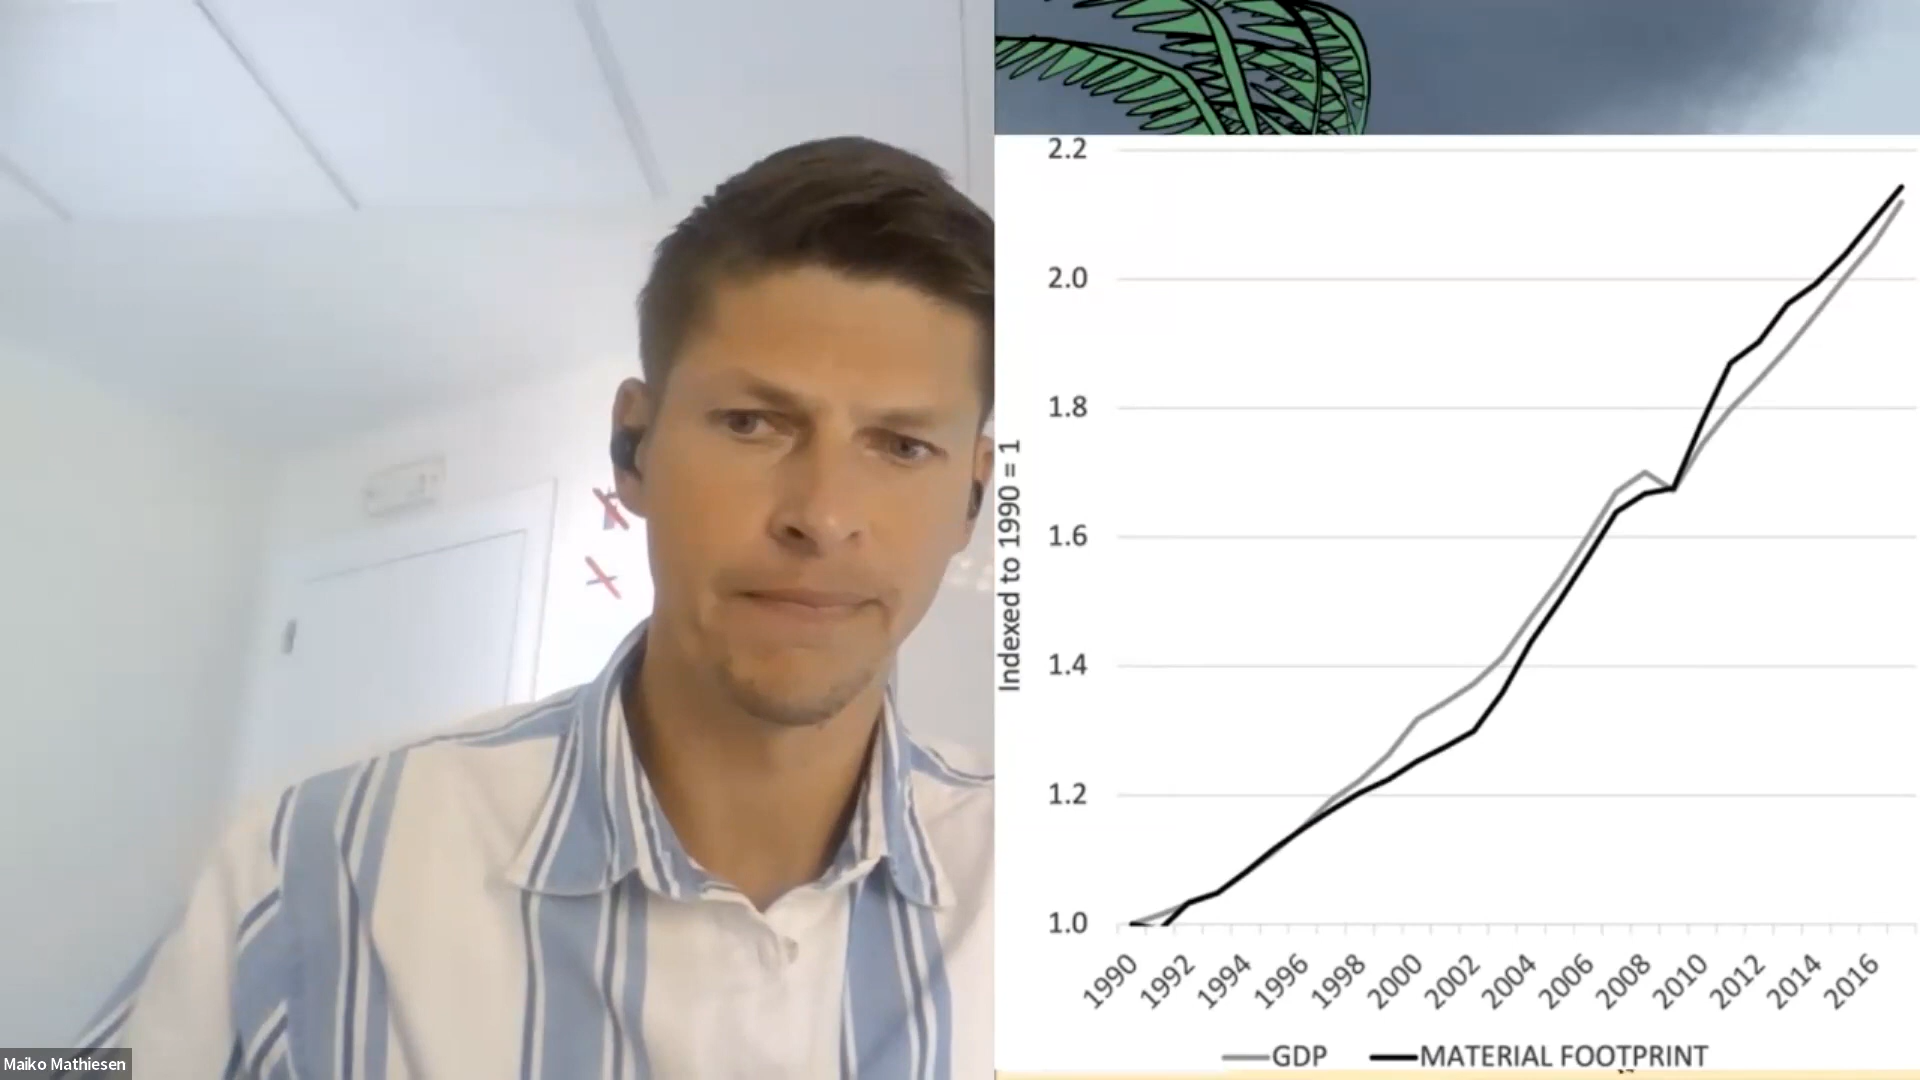 Maiko Mathiesen
2.2
2.0
1.8
1.6
1.4
1.2
1.0
Indexed to 1990 = 1
1990 1992 1994 1996 1998 2000 2002 2004 2006 2008 2010 2012 2014 2016
GDP MATERIAL FOOTPRINT